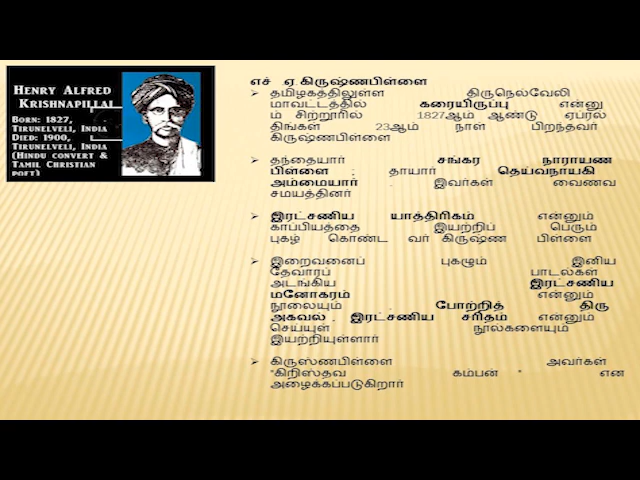 HENRY ALFRED
KRISHNAPILLAI
BORN: 1827,
TIRUNELVELI, INDIA
DIED: 1900,
TIRUNELVELI, INDIA
(HINDU CONVERT &
TAMIL CHRISTIAN
POET)
எச் ஏ.கிருஷ்ணபிள்ளை
தமிழகத்திலுள்ள திருநெல்வேலி
மாவட்டத்தில் கரையிருப்பு என்னு
ம் சிற்றூரில் 1827ஆம் ஆண்டு ஏப்ரல்
திங்கள் 23ஆம் நாள் பிறந்தவர்
கிருஷ்ணபிள்ளை
தந்தையார் சங்கர நாராயண
பிள்ளை ; தாயார் தெய்வநாயகி
அம்மையார் . இவர்கள் வைணவ
சமயத்தினர்
இரட்சணிய யாத்திரிகம் என்னும்
காப்பியத்தை இயற்றிப் பெரும்
புகழ் கொண்ட வர் கிருஷ்ண பிள்ளை
இறைவனைப் புகழும் இனிய
தேவாரப் பாடல்கள்
அடங்கிய இரட்சணிய
மனோகரம் என்னும்
நூலையும் . போற்றித் திரு
அகவல் , இரட்சணிய சரிதம் என்னும்
செய்யுள் நூல்களையும்
இயற்றியுள்ளார்
கிருஸ்ணபிள்ளை அவர்கள்
"கிறிஸ்தவ கம்பன் " என
அழைக்கப்படுகிறார்